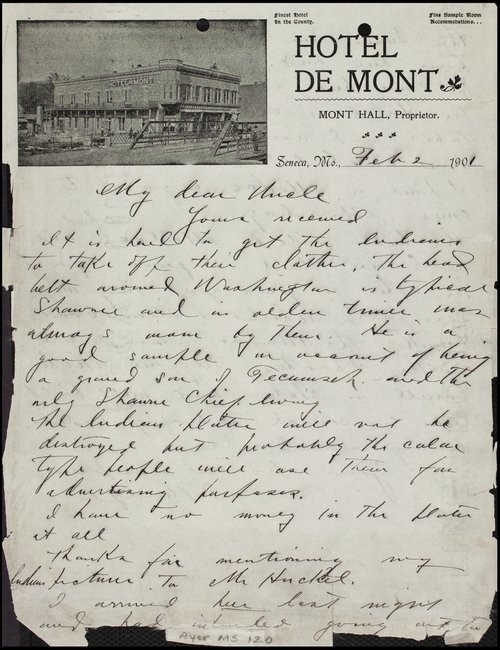 Finest Hotel
In the County.
Fine Sample Room
Accommodations...
HOTEL DE MONT
HOTEL
DE MONT
MONT HALL, Proprietor.
Seneca, Mo., Feb 2 1901
My dear Uncle
Yours received
It is hard to get the Indians
to take off their clothes, the bead
belt around Washington is typical
Shawnee and in olden times was
always worn by them. He is a
good sample on account of being
a grand son of Tecumseh and the
only Shawnee Chief living
The Indian plates will not be
destroyed but probably the color
type people will use them for
advertising purposes.
I have no money in the plates
at all
Thanks for mentioning my
Indian picture to Mr Huckel.
I arrived here last night
and had intended going out to
Ayer MS 120